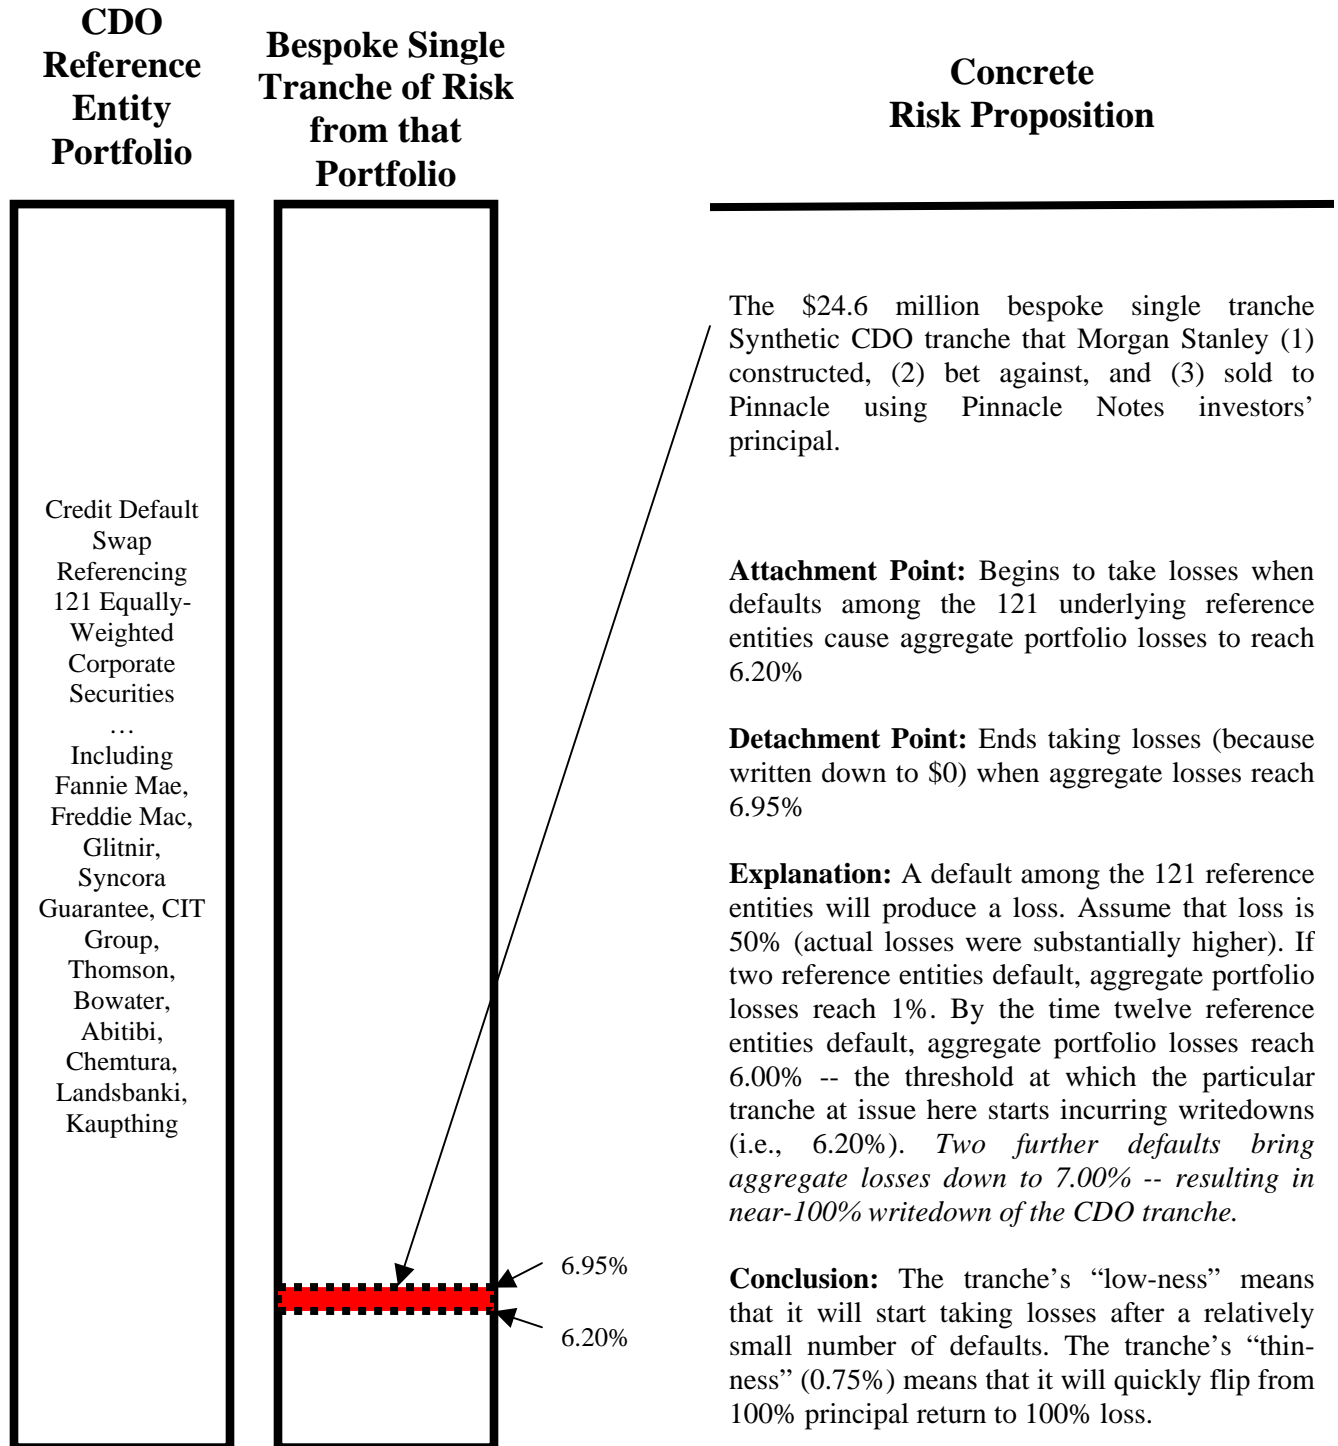 CDO
Reference
Entity
Portfolio
Bespoke Single
Tranche of Risk
from that
Portfolio
Concrete
Risk Proposition
Credit Default
Swap
Referencing
121 Equally-
Weighted
Corporate
Securities
…
Including
Fannie Mae,
Freddie Mac,
Glitnir,
Syncora
Guarantee, CIT
Group,
Thomson,
Bowater,
Abitibi,
Chemtura,
Landsbanki,
Kaupthing
6.95%
6.20%
The $24.6 million bespoke single tranche
Synthetic CDO tranche that Morgan Stanley (1)
constructed, (2) bet against, and (3) sold to
Pinnacle using Pinnacle Notes investors’
principal.
Attachment Point: Begins to take losses when
defaults among the 121 underlying reference
entities cause aggregate portfolio losses to reach
6.20%
Detachment Point: Ends taking losses (because
written down to $0) when aggregate losses reach
6.95%
Explanation: A default among the 121 reference
entities will produce a loss. Assume that loss is
50% (actual losses were substantially higher). If
two reference entities default, aggregate portfolio
losses reach 1%. By the time twelve reference
entities default, aggregate portfolio losses reach
6.00% -- the threshold at which the particular
tranche at issue here starts incurring writedowns
(i.e., 6.20%). Two further defaults bring
aggregate losses down to 7.00% -- resulting in
near-100% writedown of the CDO tranche.
Conclusion: The tranche’s “low-ness” means
that it will start taking losses after a relatively
small number of defaults. The tranche’s “thin-
ness” (0.75%) means that it will quickly flip from
100% principal return to 100% loss.